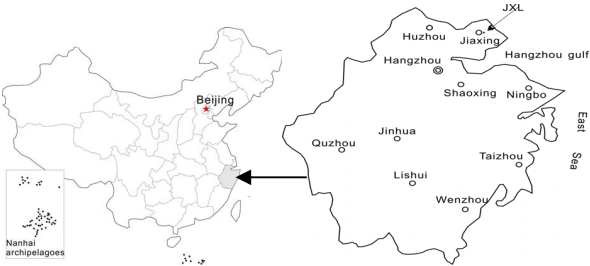 Beijing
Nanhai
archipelagoes
JXL
Huzhou
Jiaxing
Hangzhou
Hangzhou gulf
Shaoxing
Ningbo
East
Sea
Quzhou
Jinhua
Taizhou
Lishui
Wenzhou